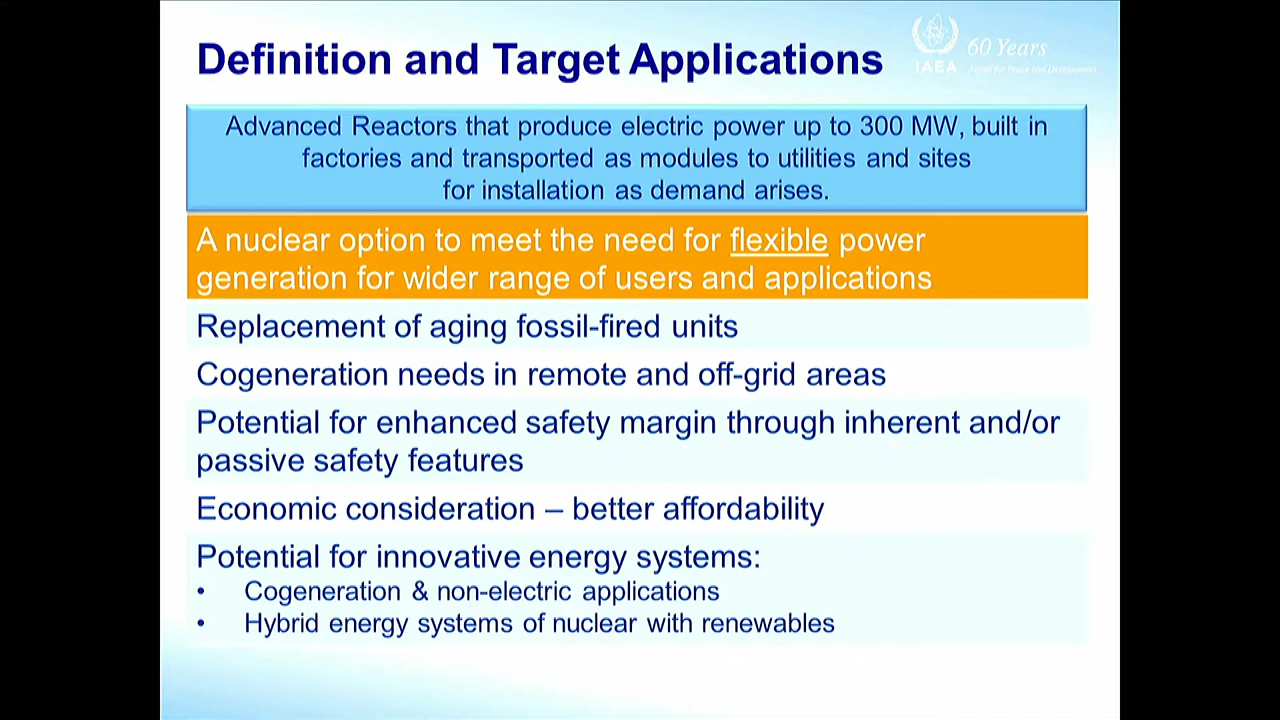 Definition and Target Applications
60 Years
IAEA Atoms for Peace and Development
Advanced Reactors that produce electric power up to 300 MW, built in
factories and transported as modules to utilities and sites
for installation as demand arises.
A nuclear option to meet the need for flexible power
generation for wider range of users and applications
Replacement of aging fossil-fired units
Cogeneration needs in remote and off-grid areas
Potential for enhanced safety margin through inherent and/or
passive safety features
Economic consideration – better affordability
Potential for innovative energy systems:
• Cogeneration & non-electric applications
• Hybrid energy systems of nuclear with renewables